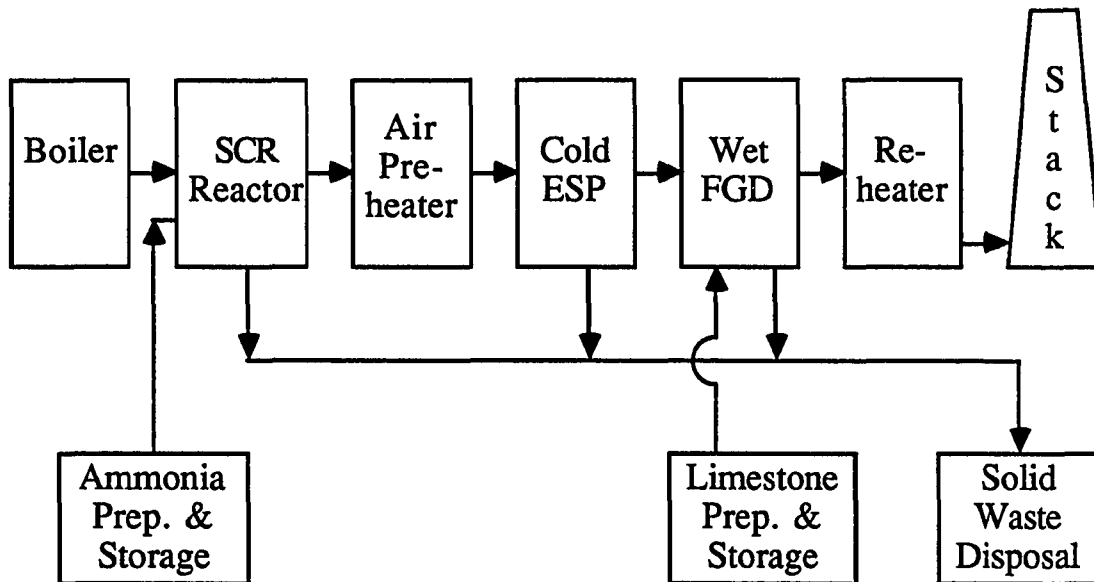 Boiler
SCR
Reactor
Air
Pre-
heater
Cold
ESP
Wet
FGD
Re-
heater
S
t
a
c
k
Ammonia
Prep. &
Storage
Limestone
Prep. &
Storage
Solid
Waste
Disposal